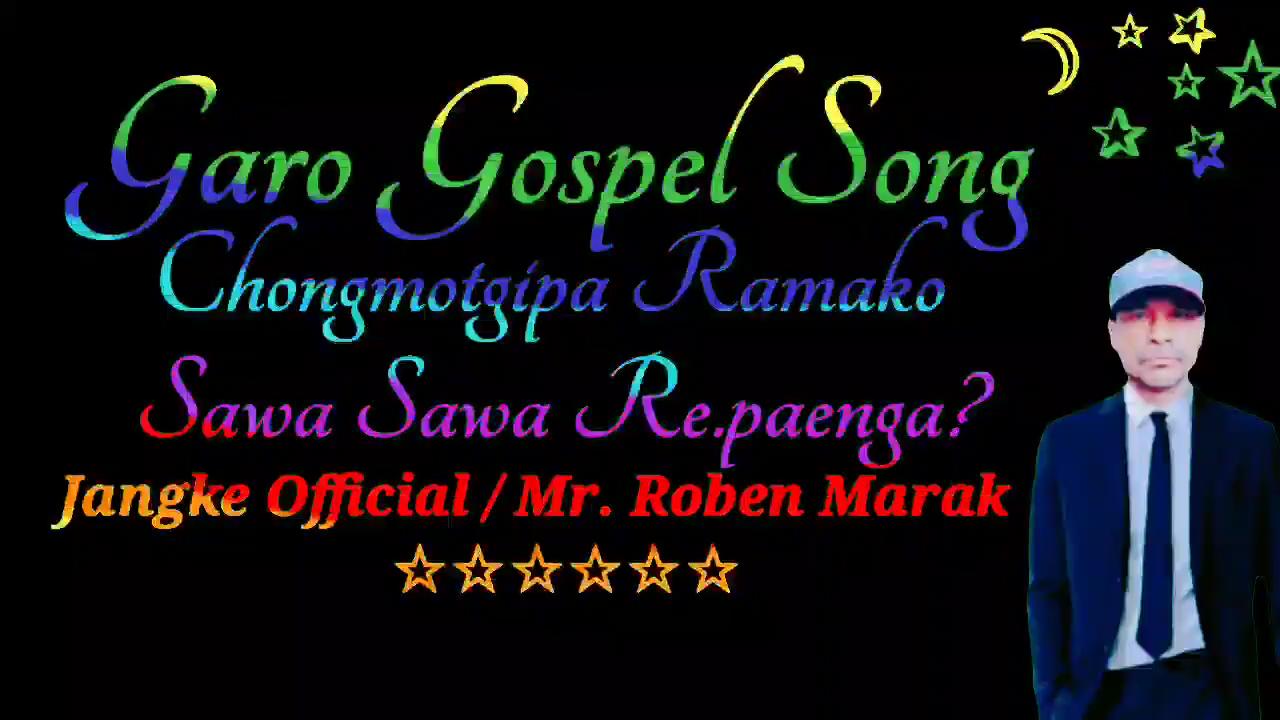 Garo Gospel Song
Chongmotgipa Ramako
Sawa Sawa Re.paenga?
Jangke Official / Mr. Roben Marak